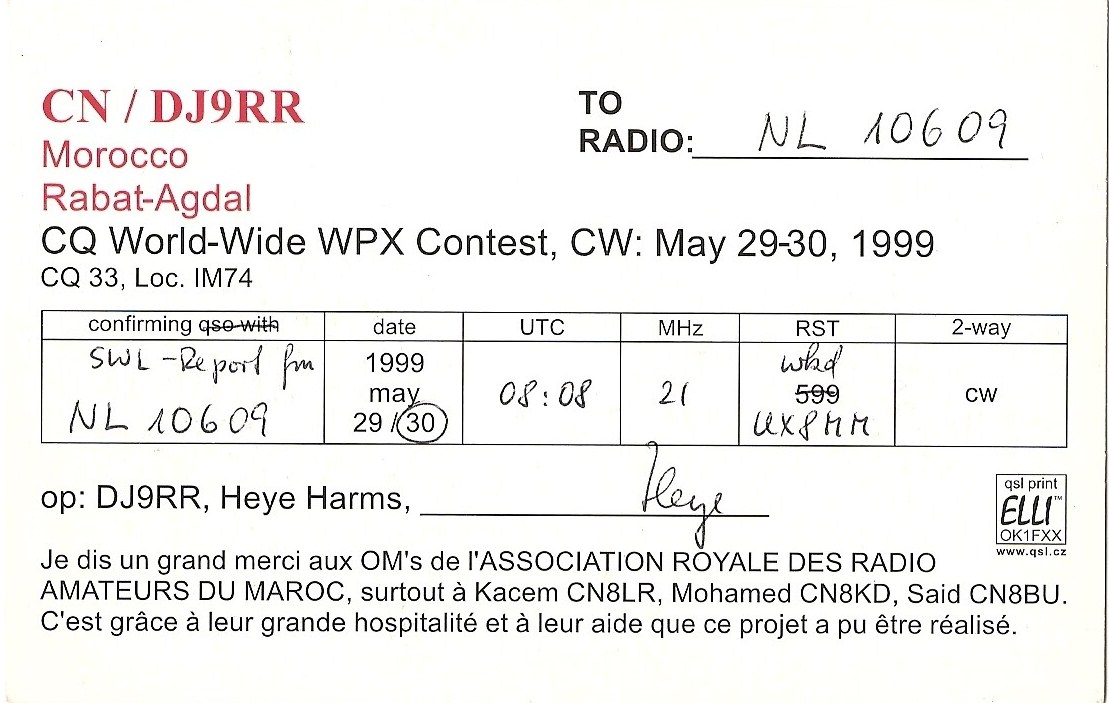 CN / DJ9RR
Morocco
Rabat-Agdal
TO
RADIO: NL 10609
CQ World-Wide WPX Contest, CW: May 29-30, 1999
CQ 33, Loc. IM74
confirming qso with date UTC MHz RST 2-way
SWL-Report fm
NL 10609
1999
may
29 / 30
08:08
21
wkd
599
UX8MM
CW
op: DJ9RR, Heye Harms, Heye
qsl print
ELLI™
OK1FXX
www.qsl.cz
Je dis un grand merci aux OM's de l'ASSOCIATION ROYALE DES RADIO
AMATEURS DU MAROC, surtout à Kacem CN8LR, Mohamed CN8KD, Said CN8BU.
C'est grâce à leur grande hospitalité et à leur aide que ce projet a pu être réalisé.